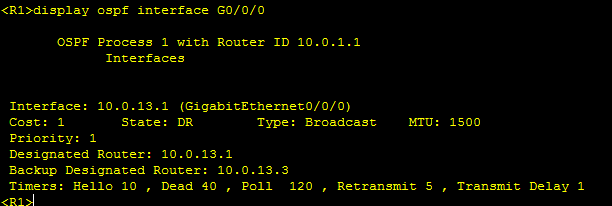 <R1>display ospf interface G0/0/0
OSPF Process 1 with Router ID 10.0.1.1
Interfaces
Interface: 10.0.13.1 (GigabitEthernet0/0/0)
Cost: 1       State: DR        Type: Broadcast    MTU: 1500
Priority: 1
Designated Router: 10.0.13.1
Backup Designated Router: 10.0.13.3
Timers: Hello 10 , Dead 40 , Poll  120 , Retransmit 5 , Transmit Delay 1
<R1>